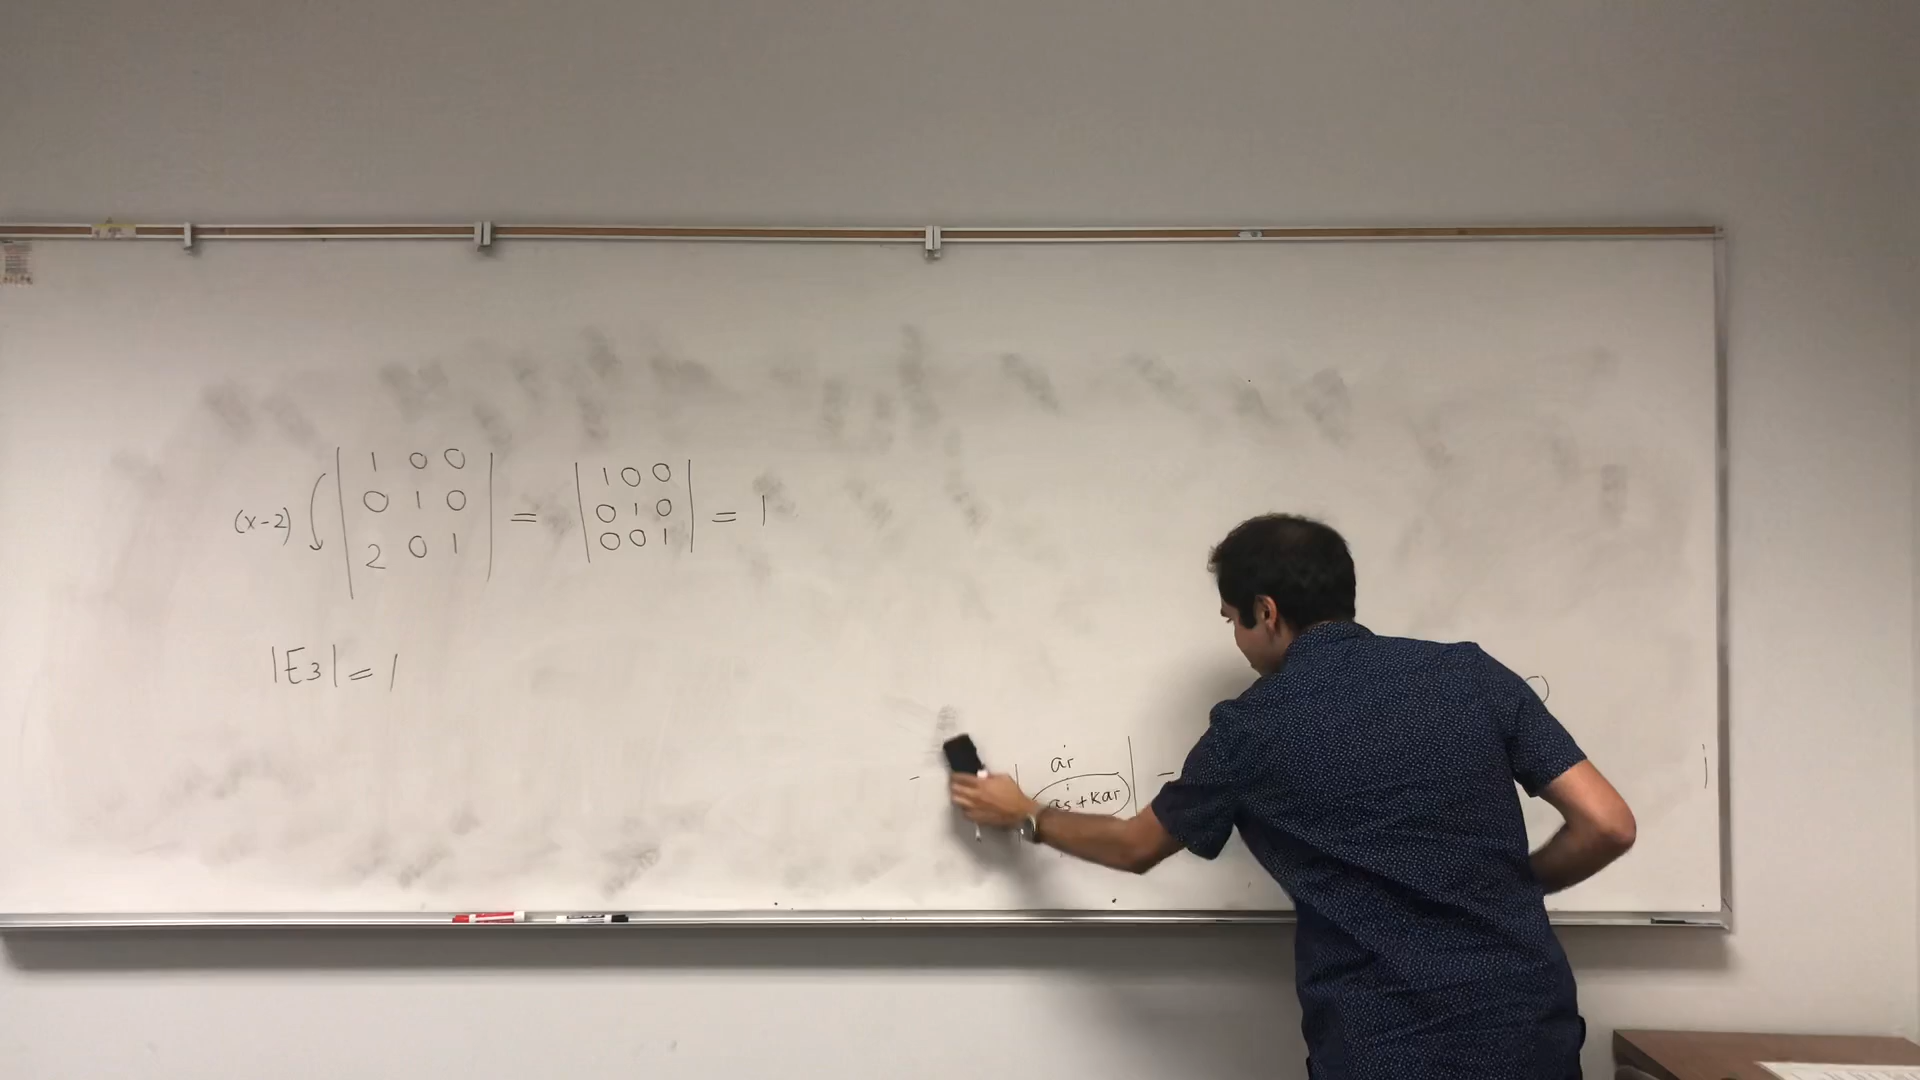 (x-2) | 1 0 0 | = | 1 0 0 | = 1
0 1 0 0 1 0
2 0 1 0 0 1
|E3| = 1
ar
as + kar